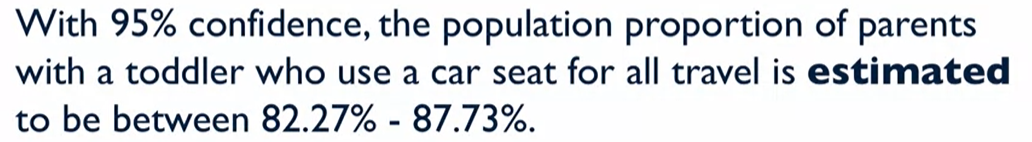 With 95% confidence, the population proportion of parents
with a toddler who use a car seat for all travel is estimated
to be between 82.27% - 87.73%.